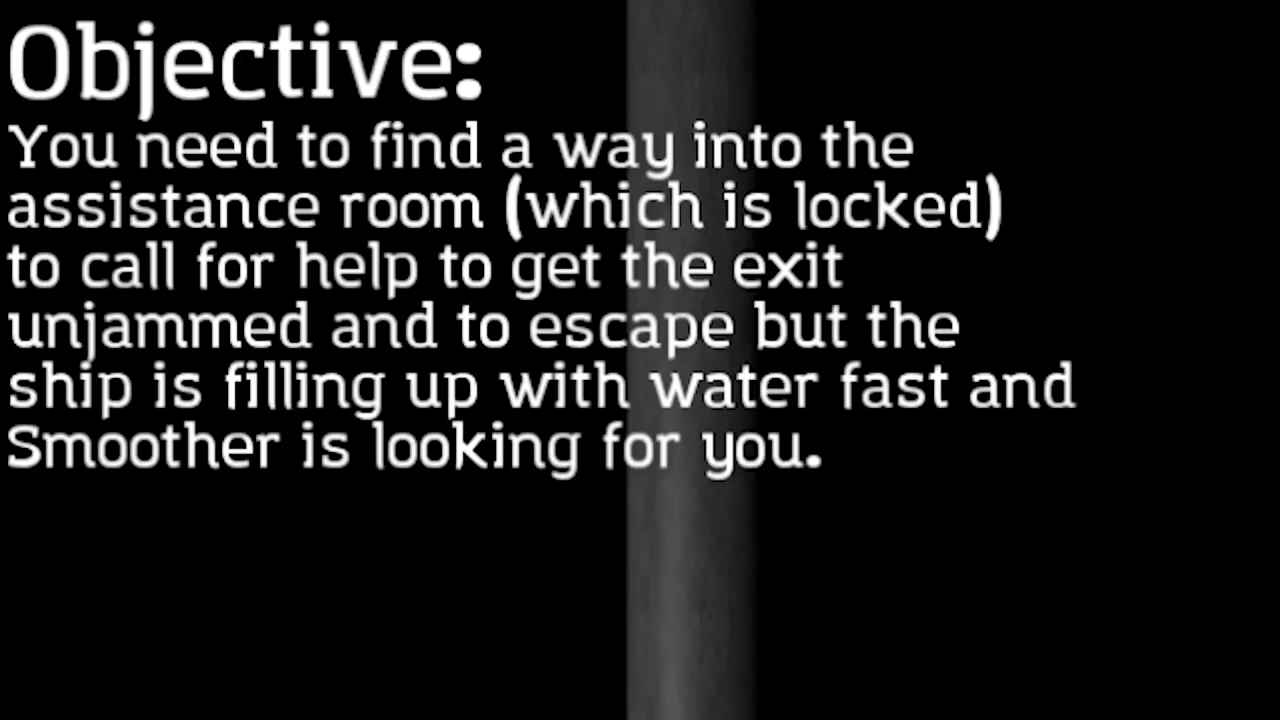 Objective:
You need to find a way into the
assistance room (which is locked)
to call for help to get the exit
unjammed and to escape but the
ship is filling up with water fast and
Smoother is looking for you.